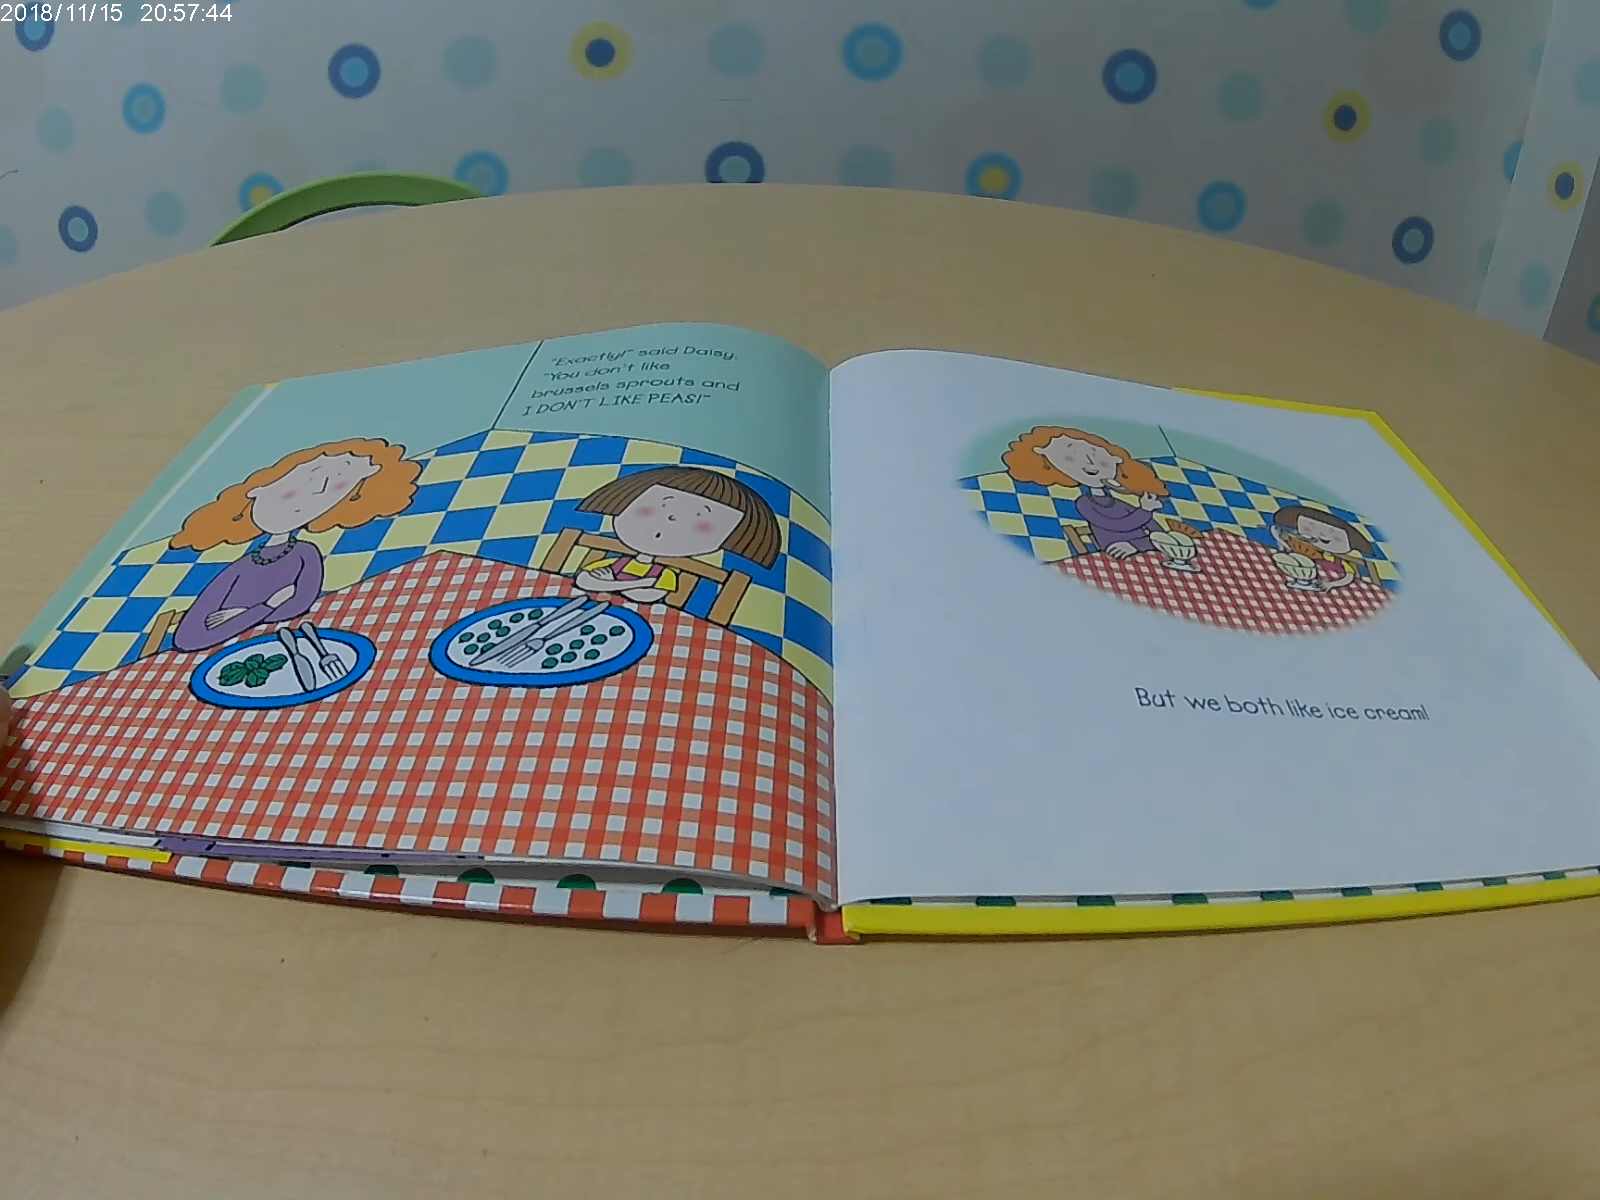 2018/11/15 20:57:44
"Exactly!" said Daisy.
"You don't like
brussels sprouts and
I DON'T LIKE PEAS!"
But we both like ice cream!